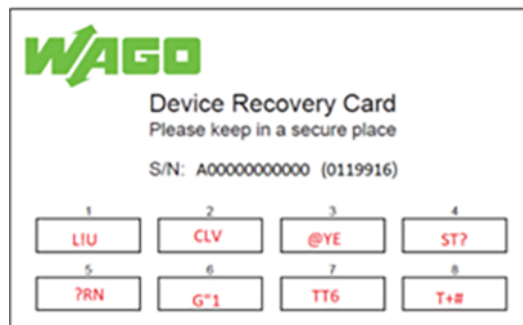 WAGO
Device Recovery Card
Please keep in a secure place
S/N: A00000000000 (0119916)
1 2 3 4
L!U CLV @YE ST?
5 6 7 8
?RN G"1 TT6 T+#